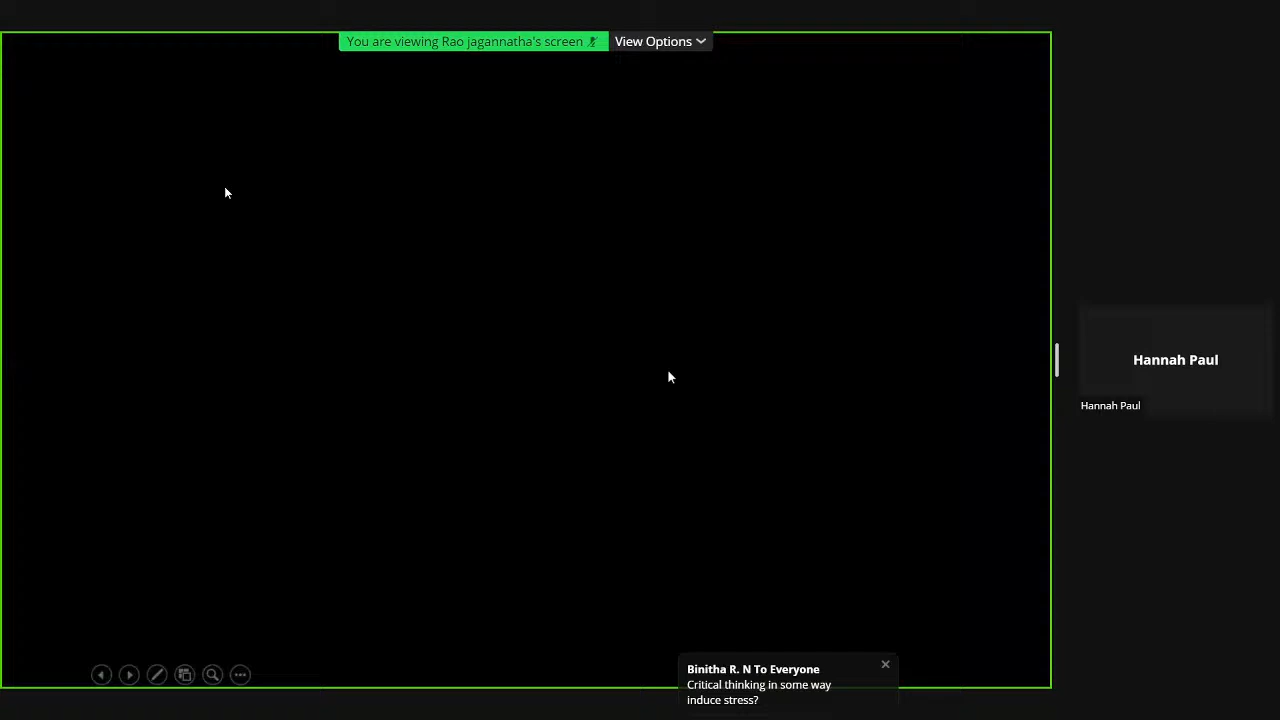 You are viewing Rao jagannatha's screen
View Options
Hannah Paul
Hannah Paul
Binitha R. N To Everyone
Critical thinking in some way
induce stress?